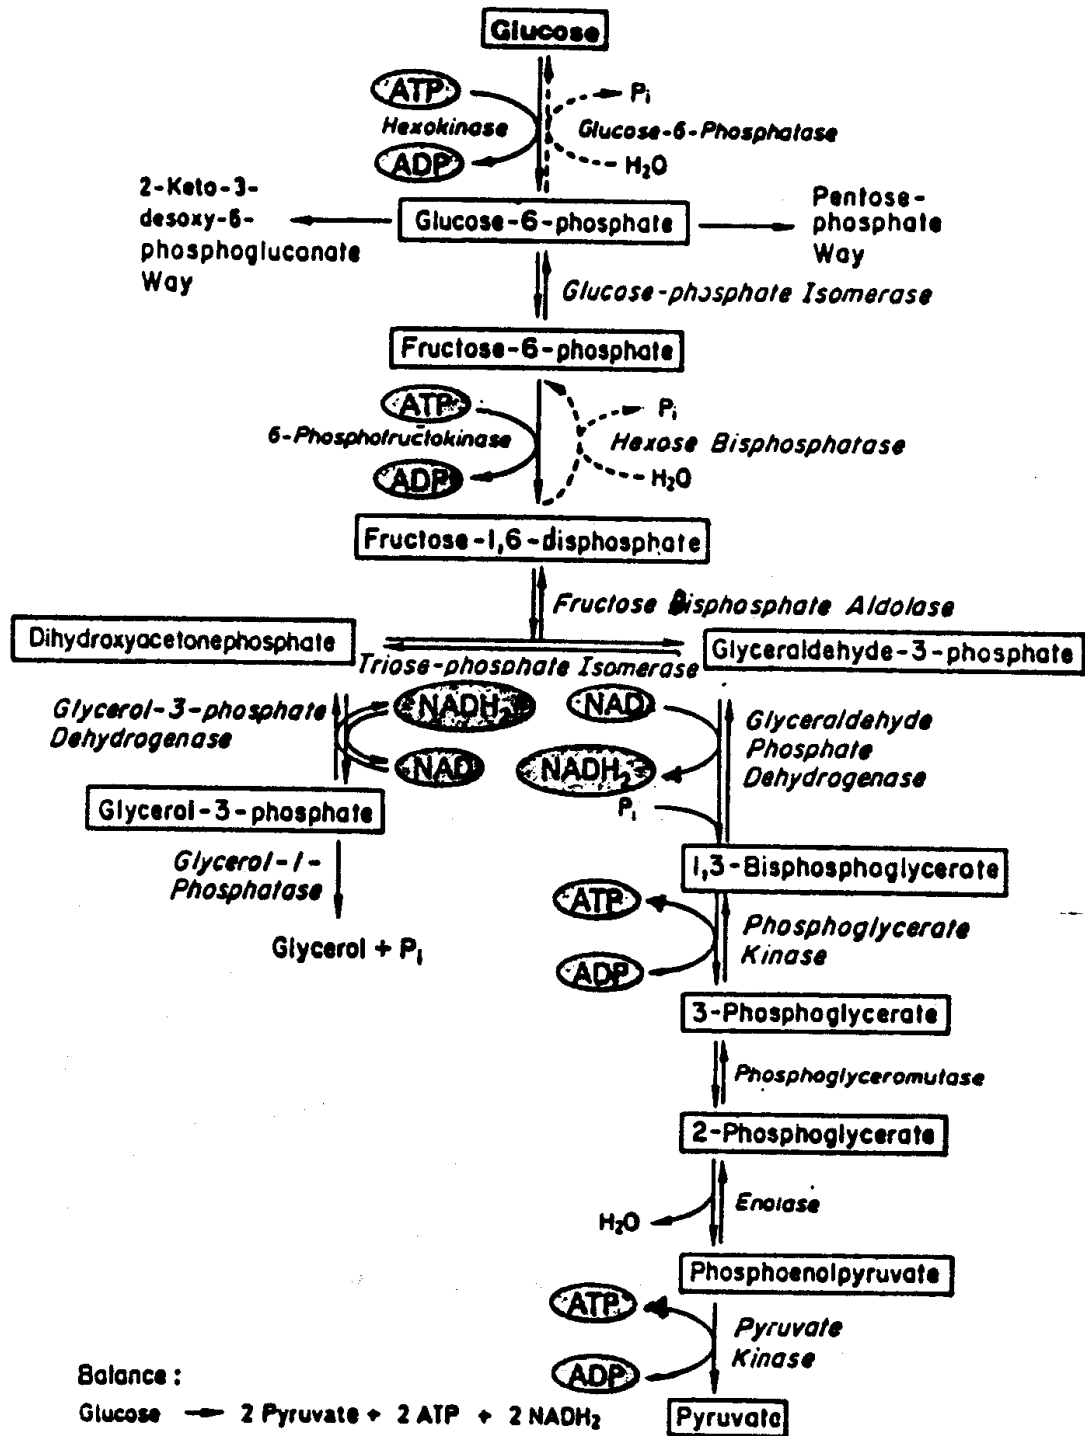 Glucose
ATP
Pi
Hexokinase
Glucose-6-Phosphatase
ADP
H2O
2-Keto-3-
desoxy-6-
phosphogluconate
Way
Glucose-6-phosphate
Pentose-
phosphate
Way
Glucose-phosphate Isomerase
Fructose-6-phosphate
ATP
Pi
6-Phosphofructokinase
Hexose Bisphosphatase
ADP
H2O
Fructose-1,6-disphosphate
Fructose Bisphosphate Aldolase
Dihydroxyacetonephosphate
Glyceraldehyde-3-phosphate
Triose-phosphate Isomerase
Glycerol-3-phosphate
Dehydrogenase
NADH2
NAD
NAD
NADH2
Glyceraldehyde
Phosphate
Dehydrogenase
Pi
Glycerol-3-phosphate
Glycerol-1-
Phosphatase
Glycerol + Pi
1,3-Bisphosphoglycerate
ATP
ADP
Phosphoglycerate
Kinase
3-Phosphoglycerate
Phosphoglyceromutase
2-Phosphoglycerate
H2O
Enolase
Phosphoenolpyruvate
ATP
ADP
Pyruvate
Kinase
Pyruvate
Balance :
Glucose → 2 Pyruvate + 2 ATP + 2 NADH2